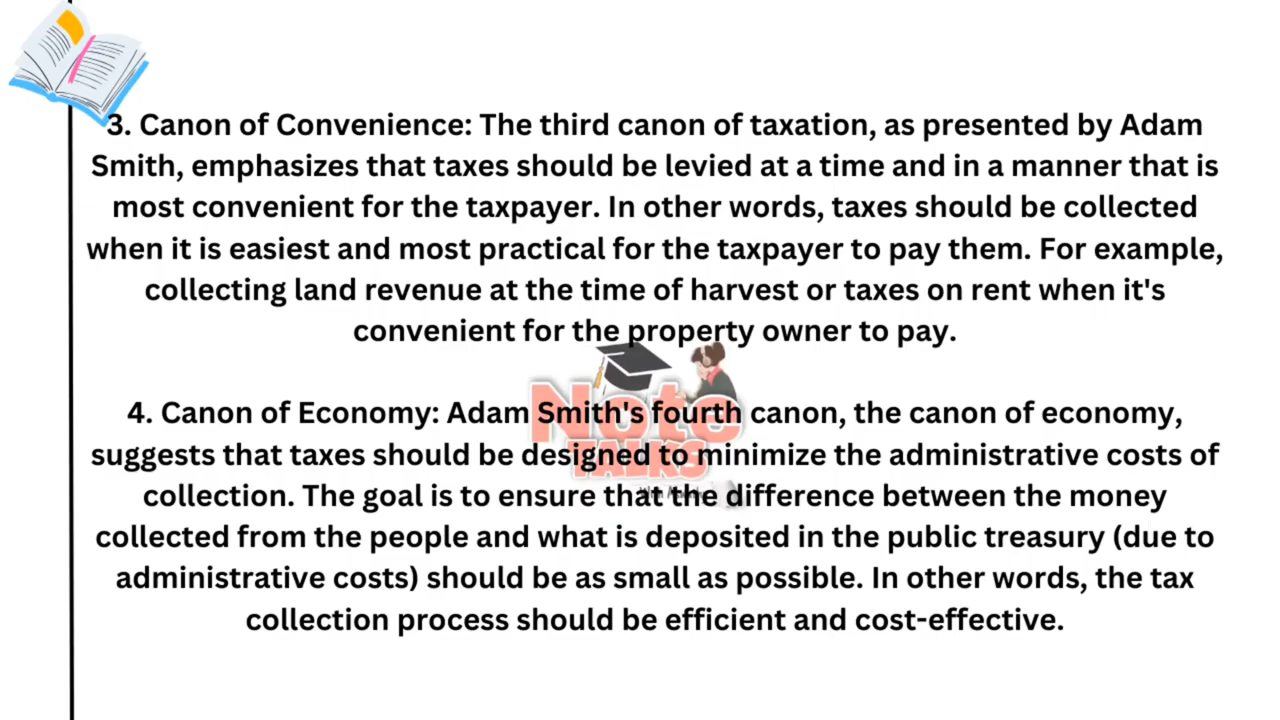 3. Canon of Convenience: The third canon of taxation, as presented by Adam
Smith, emphasizes that taxes should be levied at a time and in a manner that is
most convenient for the taxpayer. In other words, taxes should be collected
when it is easiest and most practical for the taxpayer to pay them. For example,
collecting land revenue at the time of harvest or taxes on rent when it's
convenient for the property owner to pay.
4. Canon of Economy: Adam Smith's fourth canon, the canon of economy,
suggests that taxes should be designed to minimize the administrative costs of
collection. The goal is to ensure that the difference between the money
collected from the people and what is deposited in the public treasury (due to
administrative costs) should be as small as possible. In other words, the tax
collection process should be efficient and cost-effective.
Note
TALKS